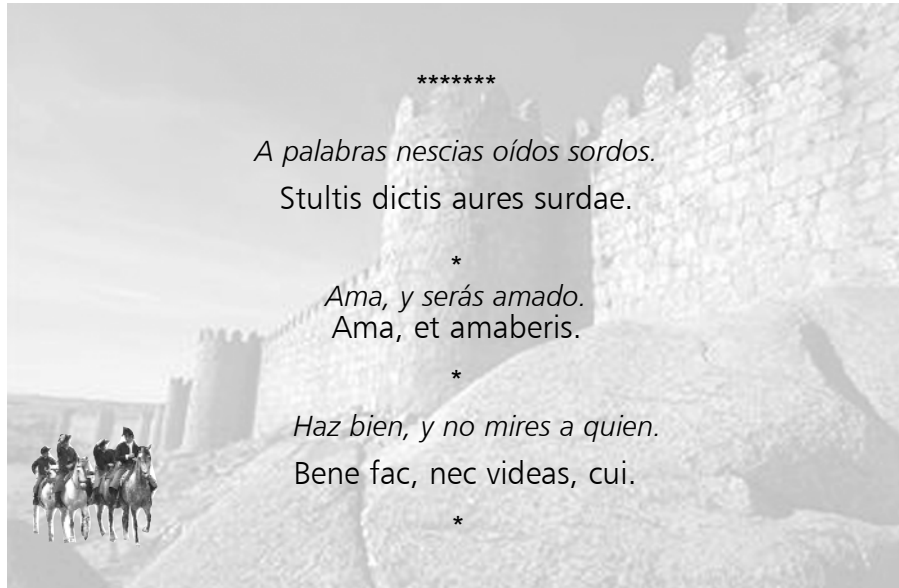 *******
A palabras nescias oídos sordos.
Stultis dictis aures surdae.
*
Ama, y serás amado.
Ama, et amaberis.
*
Haz bien, y no mires a quien.
Bene fac, nec videas, cui.
*